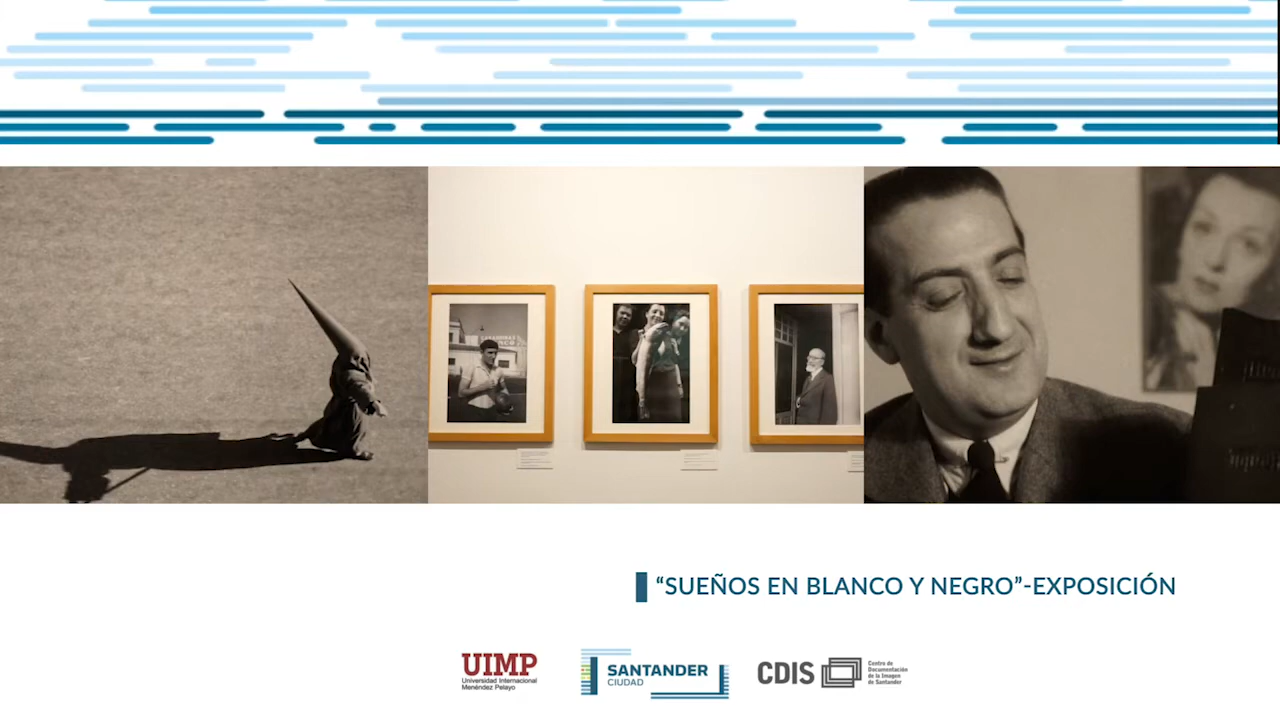 “SUEÑOS EN BLANCO Y NEGRO”-EXPOSICIÓN
UIMP
Universidad Internacional
Menéndez Pelayo
SANTANDER
CIUDAD
CDIS
Centro de
Documentación
de la Imagen
de Santander